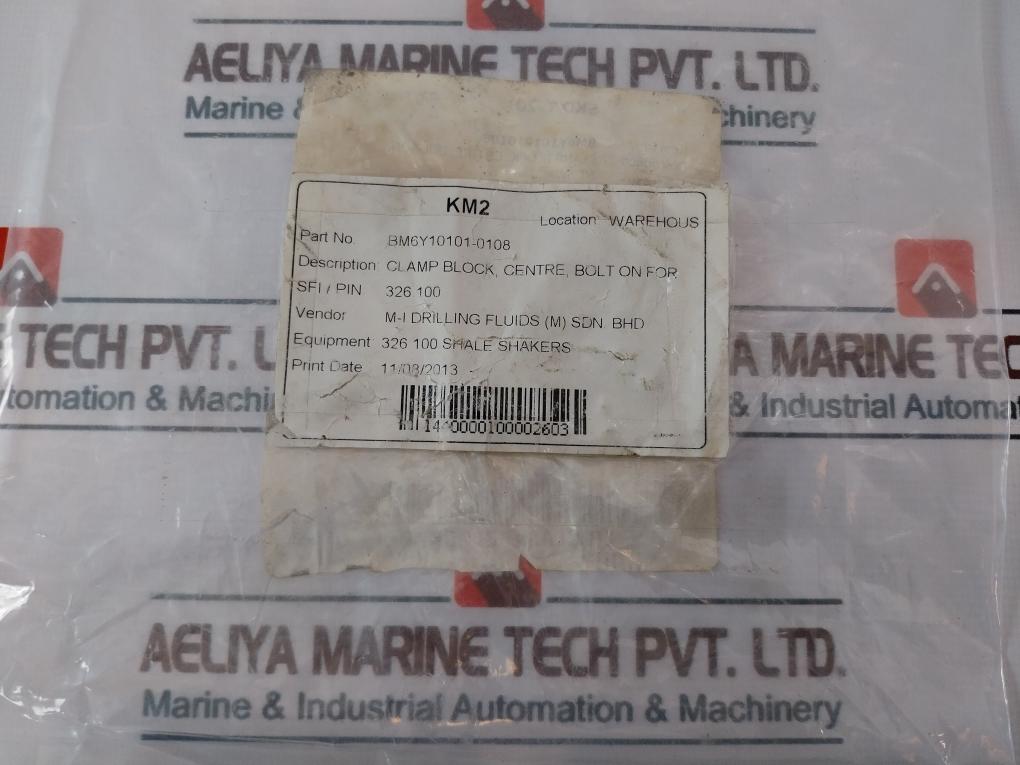 AELIYA MARINE TECH PVT. LTD.
Marine & chinery
KM2
Location: WAREHOUS
Part No. BM6Y10101-0108
Description: CLAMP BLOCK, CENTRE, BOLT ON FOR
SFI / PIN 326.100
Vendor M-I DRILLING FLUIDS (M) SDN. BHD
Equipment 326.100 SHALE SHAKERS
Print Date 11/08/2013
0000100002603
TECH PVT. L
A MARINE TE
tomation & Machi
& Industrial Automa
AELIYA MARINE TECH PVT. LTD.
Marine & Industrial Automation & Machinery